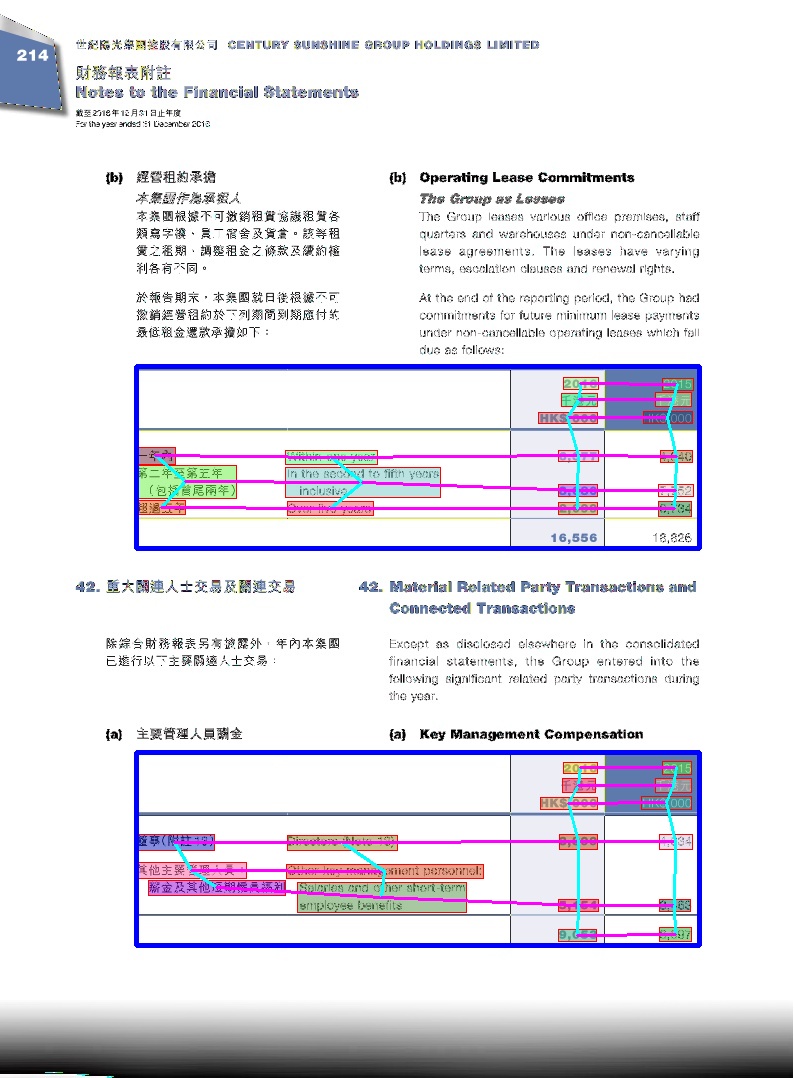 214
世紀陽光集團控股有限公司 CENTURY SUNSHINE GROUP HOLDINGS LIMITED
財務報表附註
Notes to the Financial Statements
截至2016年12月31日止年度
For the year ended 31 December 2016
(b) 經營租約承擔
本集團作為承租人
本集團根據不可撤銷租賃協議租賃各
類寫字樓、員工宿舍及貨倉。該等租
賃之租期、調整租金之條款及續約權
利各有不同。
於報告期末，本集團就日後根據不可
撤銷經營租約於下列期間到期應付的
最低租金還款承擔如下：
(b) Operating Lease Commitments
The Group as Lessee
The Group leases various office premises, staff
quarters and warehouses under non-cancellable
lease agreements. The leases have varying
terms, escalation clauses and renewal rights.
At the end of the reporting period, the Group had
commitments for future minimum lease payments
under non-cancellable operating leases which fall
due as follows:
2016 2015
千港元 千港元
HK$'000 HK$'000
一年內 Within one year
第二年至第五年 In the second to fifth years
（包括首尾兩年） inclusive
超過五年 Over five years
16,556 18,826
42. 重大關連人士交易及關連交易
42. Material Related Party Transactions and
Connected Transactions
除綜合財務報表另有披露外，年內本集團
已進行以下主要關連人士交易：
Except as disclosed elsewhere in the consolidated
financial statements, the Group entered into the
following significant related party transactions during
the year.
(a) 主要管理人員酬金
(a) Key Management Compensation
2016 2015
千港元 千港元
HK$'000 HK$'000
董事(附註13) Directors (Note 13)
其他主要管理人員： Other key management personnel:
薪金及其他短期僱員福利 Salaries and other short-term
employee benefits